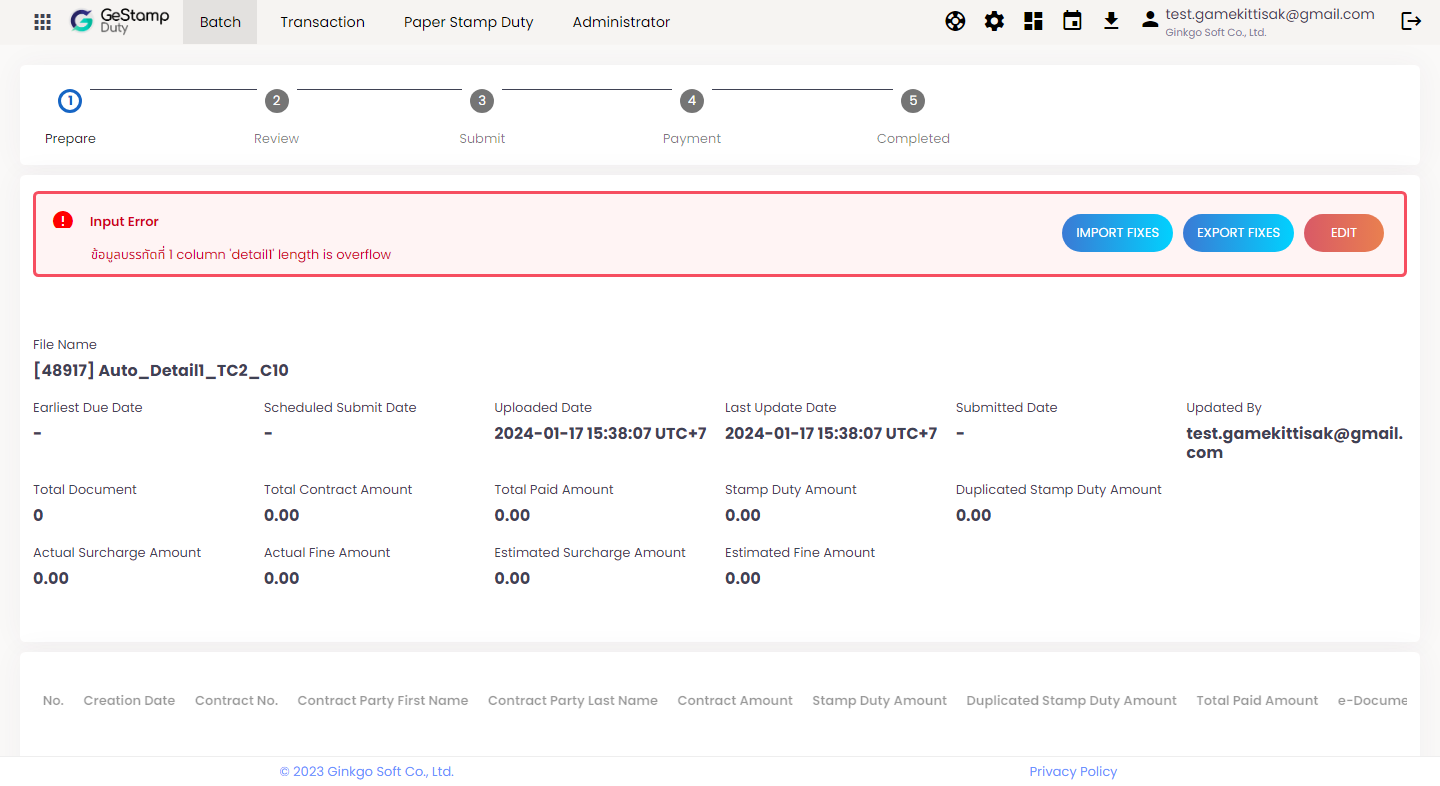 GeStamp
Duty
Batch
Transaction
Paper Stamp Duty
Administrator
test.gamekittisak@gmail.com
Ginkgo Soft Co., Ltd.
1
2
3
4
5
Prepare
Review
Submit
Payment
Completed
Input Error
ข้อมูลบรรทัดที่ 1 column 'detail1' length is overflow
IMPORT FIXES
EXPORT FIXES
EDIT
File Name
[48917] Auto_Detail1_TC2_C10
Earliest Due Date
-
Scheduled Submit Date
-
Uploaded Date
2024-01-17 15:38:07 UTC+7
Last Update Date
2024-01-17 15:38:07 UTC+7
Submitted Date
-
Updated By
test.gamekittisak@gmail.
com
Total Document
0
Total Contract Amount
0.00
Total Paid Amount
0.00
Stamp Duty Amount
0.00
Duplicated Stamp Duty Amount
0.00
Actual Surcharge Amount
0.00
Actual Fine Amount
0.00
Estimated Surcharge Amount
0.00
Estimated Fine Amount
0.00
No. Creation Date Contract No. Contract Party First Name Contract Party Last Name Contract Amount Stamp Duty Amount Duplicated Stamp Duty Amount Total Paid Amount e-Docume
© 2023 Ginkgo Soft Co., Ltd.
Privacy Policy